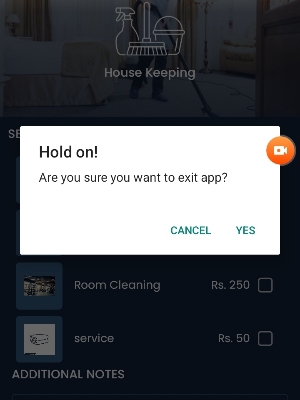 House Keeping
SE
Hold on!
Are you sure you want to exit app?
CANCEL YES
Room Cleaning Rs. 250
service Rs. 50
ADDITIONAL NOTES